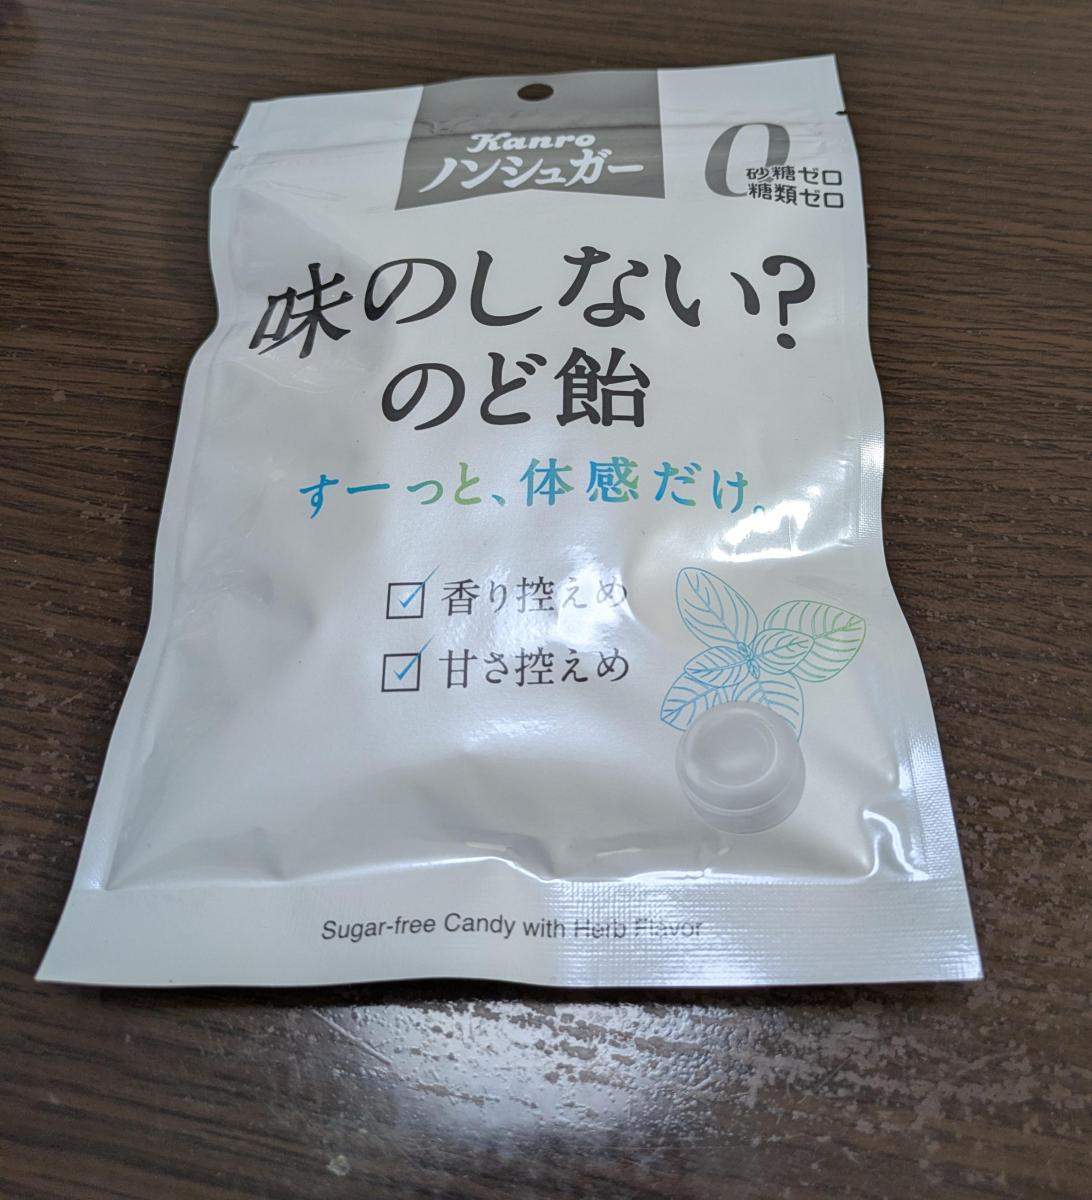 Kanro
ノンシュガー
0
砂糖ゼロ
糖類ゼロ
味のしない?
のど飴
すーっと、体感だけ。
香り控えめ
甘さ控えめ
Sugar-free Candy with Herb Flavor